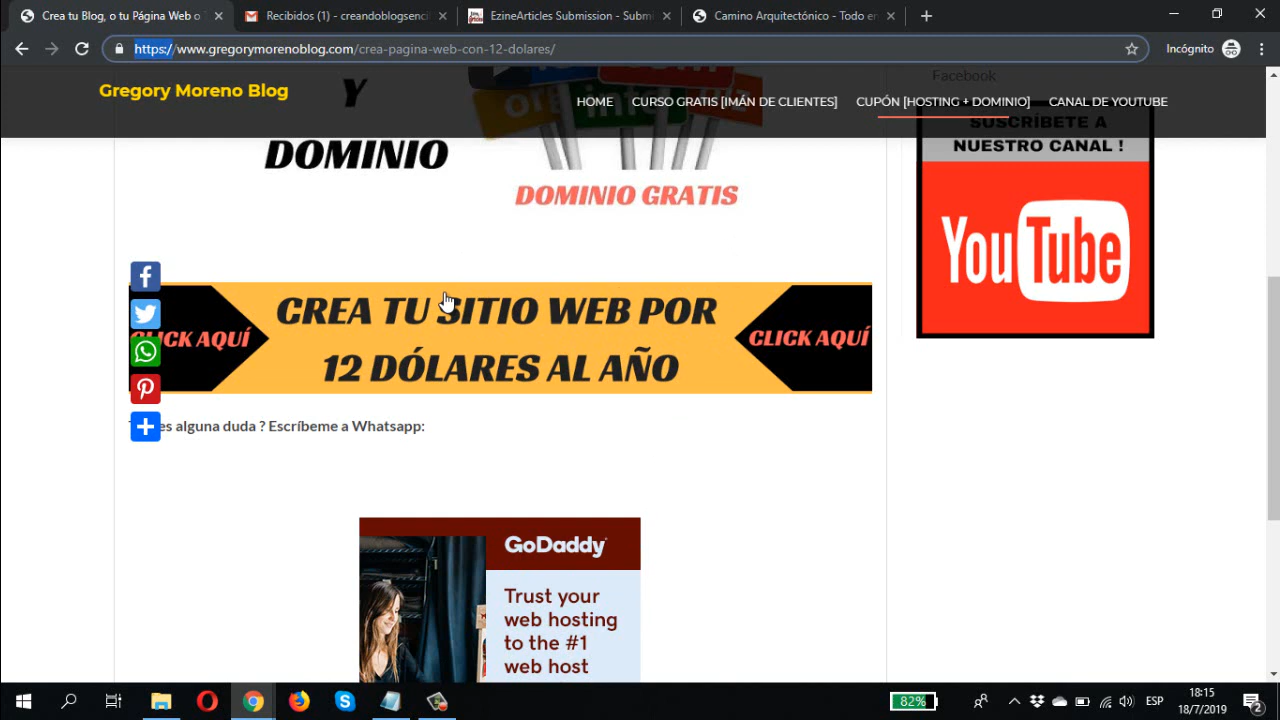 Crea tu Blog, o tu Página Web o
Recibidos (1) - creandoblogsenci
EzineArticles Submission - Submi
Camino Arquitectónico - Todo en
https://www.gregorymorenoblog.com/crea-pagina-web-con-12-dolares/
Incógnito
Gregory Moreno Blog
HOME
CURSO GRATIS [IMÁN DE CLIENTES]
CUPÓN [HOSTING + DOMINIO]
CANAL DE YOUTUBE
Facebook
Y
DOMINIO
org
DOMINIO GRATIS
SUSCRÍBETE A
NUESTRO CANAL !
YouTube
CLICK AQUÍ
CREA TU SITIO WEB POR
12 DÓLARES AL AÑO
CLICK AQUÍ
es alguna duda ? Escríbeme a Whatsapp:
GoDaddy
Trust your
web hosting
to the #1
web host
82%
ESP
18:15
18/7/2019
2